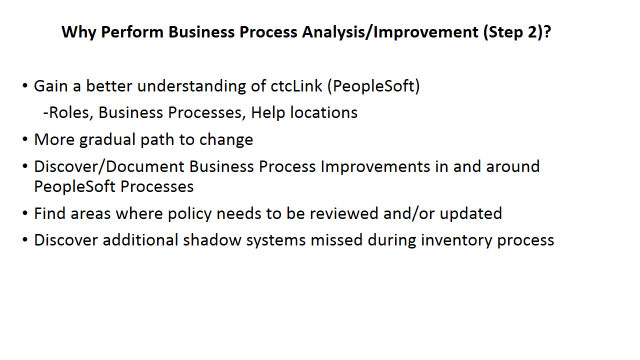 Why Perform Business Process Analysis/Improvement (Step 2)?
• Gain a better understanding of ctcLink (PeopleSoft)
-Roles, Business Processes, Help locations
• More gradual path to change
• Discover/Document Business Process Improvements in and around
PeopleSoft Processes
• Find areas where policy needs to be reviewed and/or updated
• Discover additional shadow systems missed during inventory process